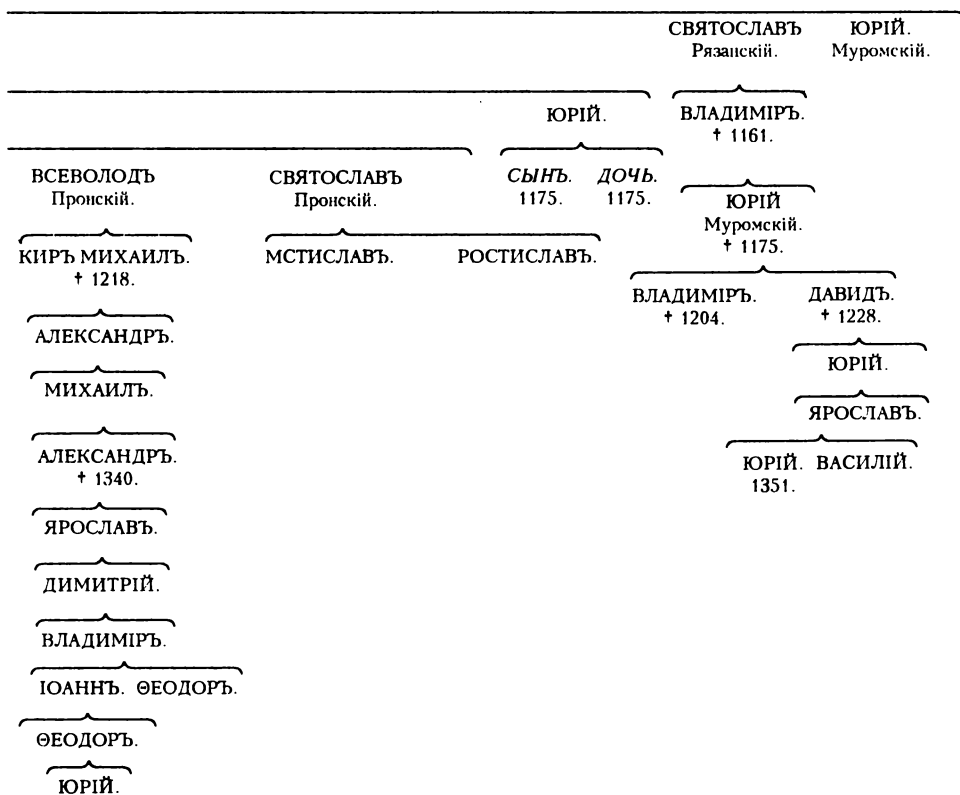 СВЯТОСЛАВЪ ЮРІЙ.
Рязанскій. Муромскій.
ЮРІЙ. ВЛАДИМІРЪ.
† 1161.
ВСЕВОЛОДЪ СВЯТОСЛАВЪ СЫНЪ. ДОЧЬ.
Пронскій. Пронскій. 1175. 1175.
ЮРІЙ
Муромскій.
† 1175.
КИРЪ МИХАИЛЪ. МСТИСЛАВЪ. РОСТИСЛАВЪ.
† 1218.
ВЛАДИМІРЪ. ДАВИДЪ.
† 1204. † 1228.
АЛЕКСАНДРЪ.
ЮРІЙ.
МИХАИЛЪ.
ЯРОСЛАВЪ.
АЛЕКСАНДРЪ.
† 1340.
ЮРІЙ. ВАСИЛІЙ.
1351.
ЯРОСЛАВЪ.
ДИМИТРІЙ.
ВЛАДИМІРЪ.
ІОАННЪ. ѲЕОДОРЪ.
ѲЕОДОРЪ.
ЮРІЙ.